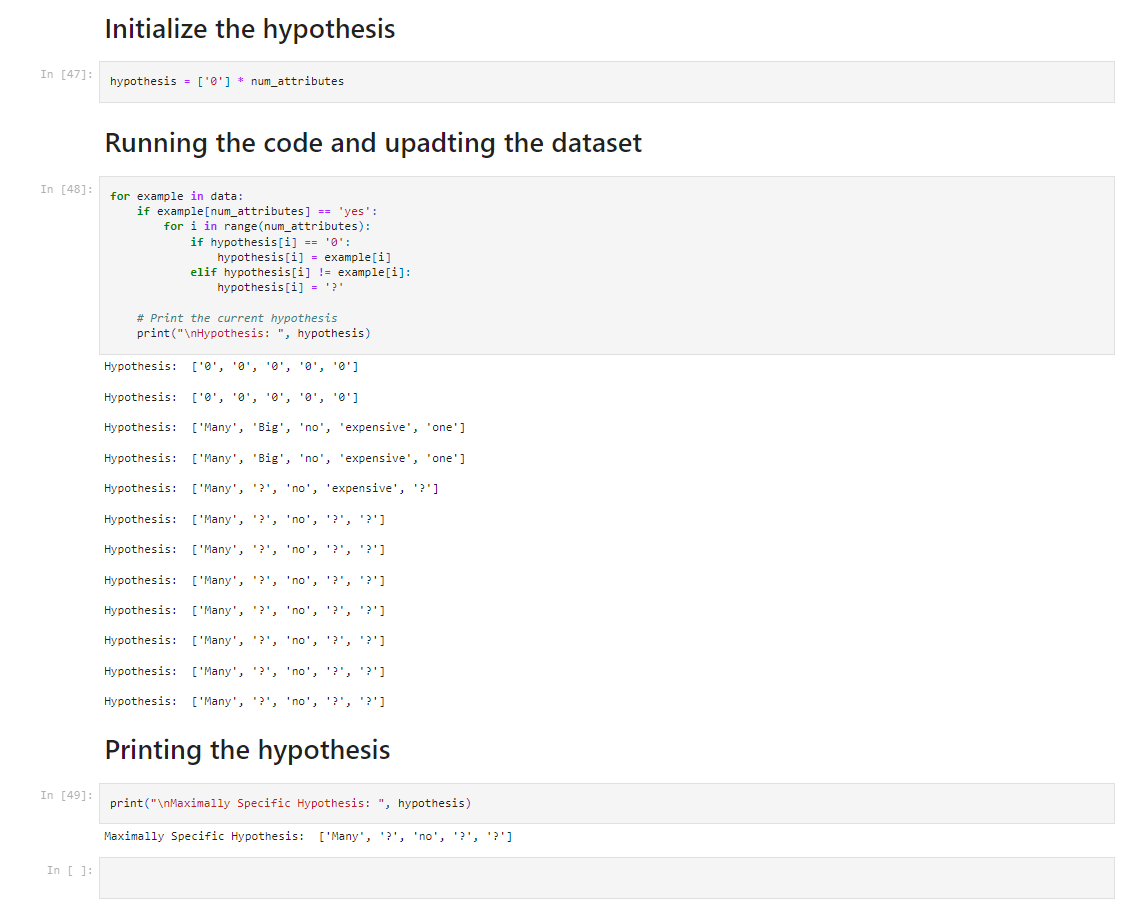 Initialize the hypothesis
In [47]:
hypothesis = ['0'] * num_attributes
Running the code and upadting the dataset
In [48]:
for example in data:
    if example[num_attributes] == 'yes':
        for i in range(num_attributes):
            if hypothesis[i] == '0':
                hypothesis[i] = example[i]
            elif hypothesis[i] != example[i]:
                hypothesis[i] = '?'
    # Print the current hypothesis
    print("\nHypothesis: ", hypothesis)
Hypothesis:  ['0', '0', '0', '0', '0']
Hypothesis:  ['0', '0', '0', '0', '0']
Hypothesis:  ['Many', 'Big', 'no', 'expensive', 'one']
Hypothesis:  ['Many', 'Big', 'no', 'expensive', 'one']
Hypothesis:  ['Many', '?', 'no', 'expensive', '?']
Hypothesis:  ['Many', '?', 'no', '?', '?']
Hypothesis:  ['Many', '?', 'no', '?', '?']
Hypothesis:  ['Many', '?', 'no', '?', '?']
Hypothesis:  ['Many', '?', 'no', '?', '?']
Hypothesis:  ['Many', '?', 'no', '?', '?']
Hypothesis:  ['Many', '?', 'no', '?', '?']
Hypothesis:  ['Many', '?', 'no', '?', '?']
Printing the hypothesis
In [49]:
print("\nMaximally Specific Hypothesis: ", hypothesis)
Maximally Specific Hypothesis:  ['Many', '?', 'no', '?', '?']
In [ ]: